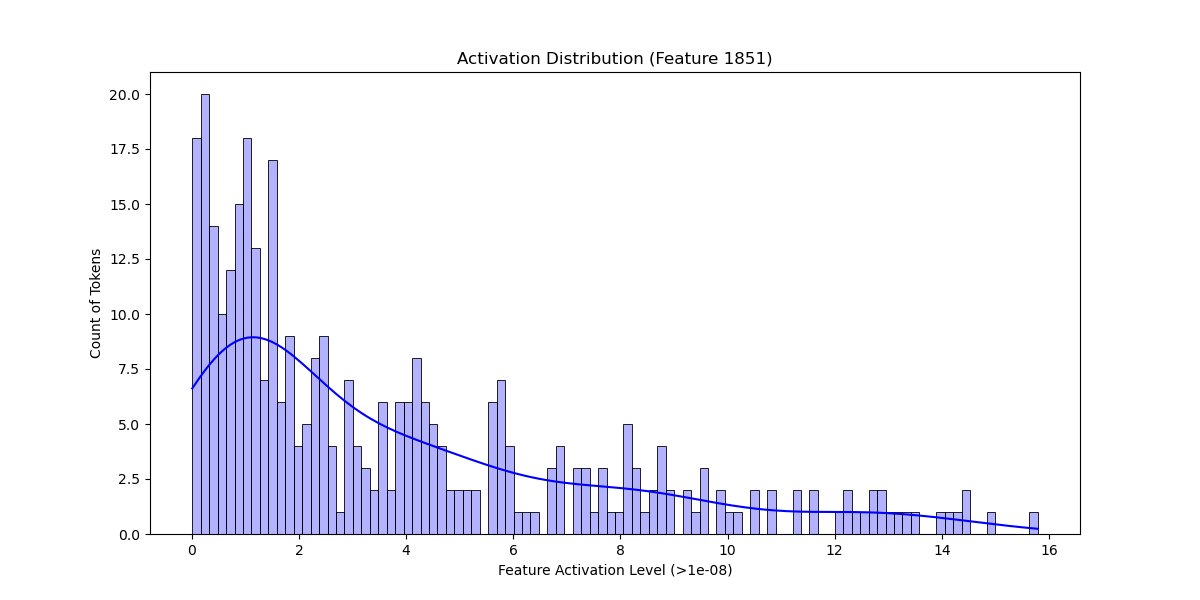 Activation Distribution (Feature 1851)
Count of Tokens
20.0
17.5
15.0
12.5
10.0
7.5
5.0
2.5
0.0
0 2 4 6 8 10 12 14 16
Feature Activation Level (>1e-08)